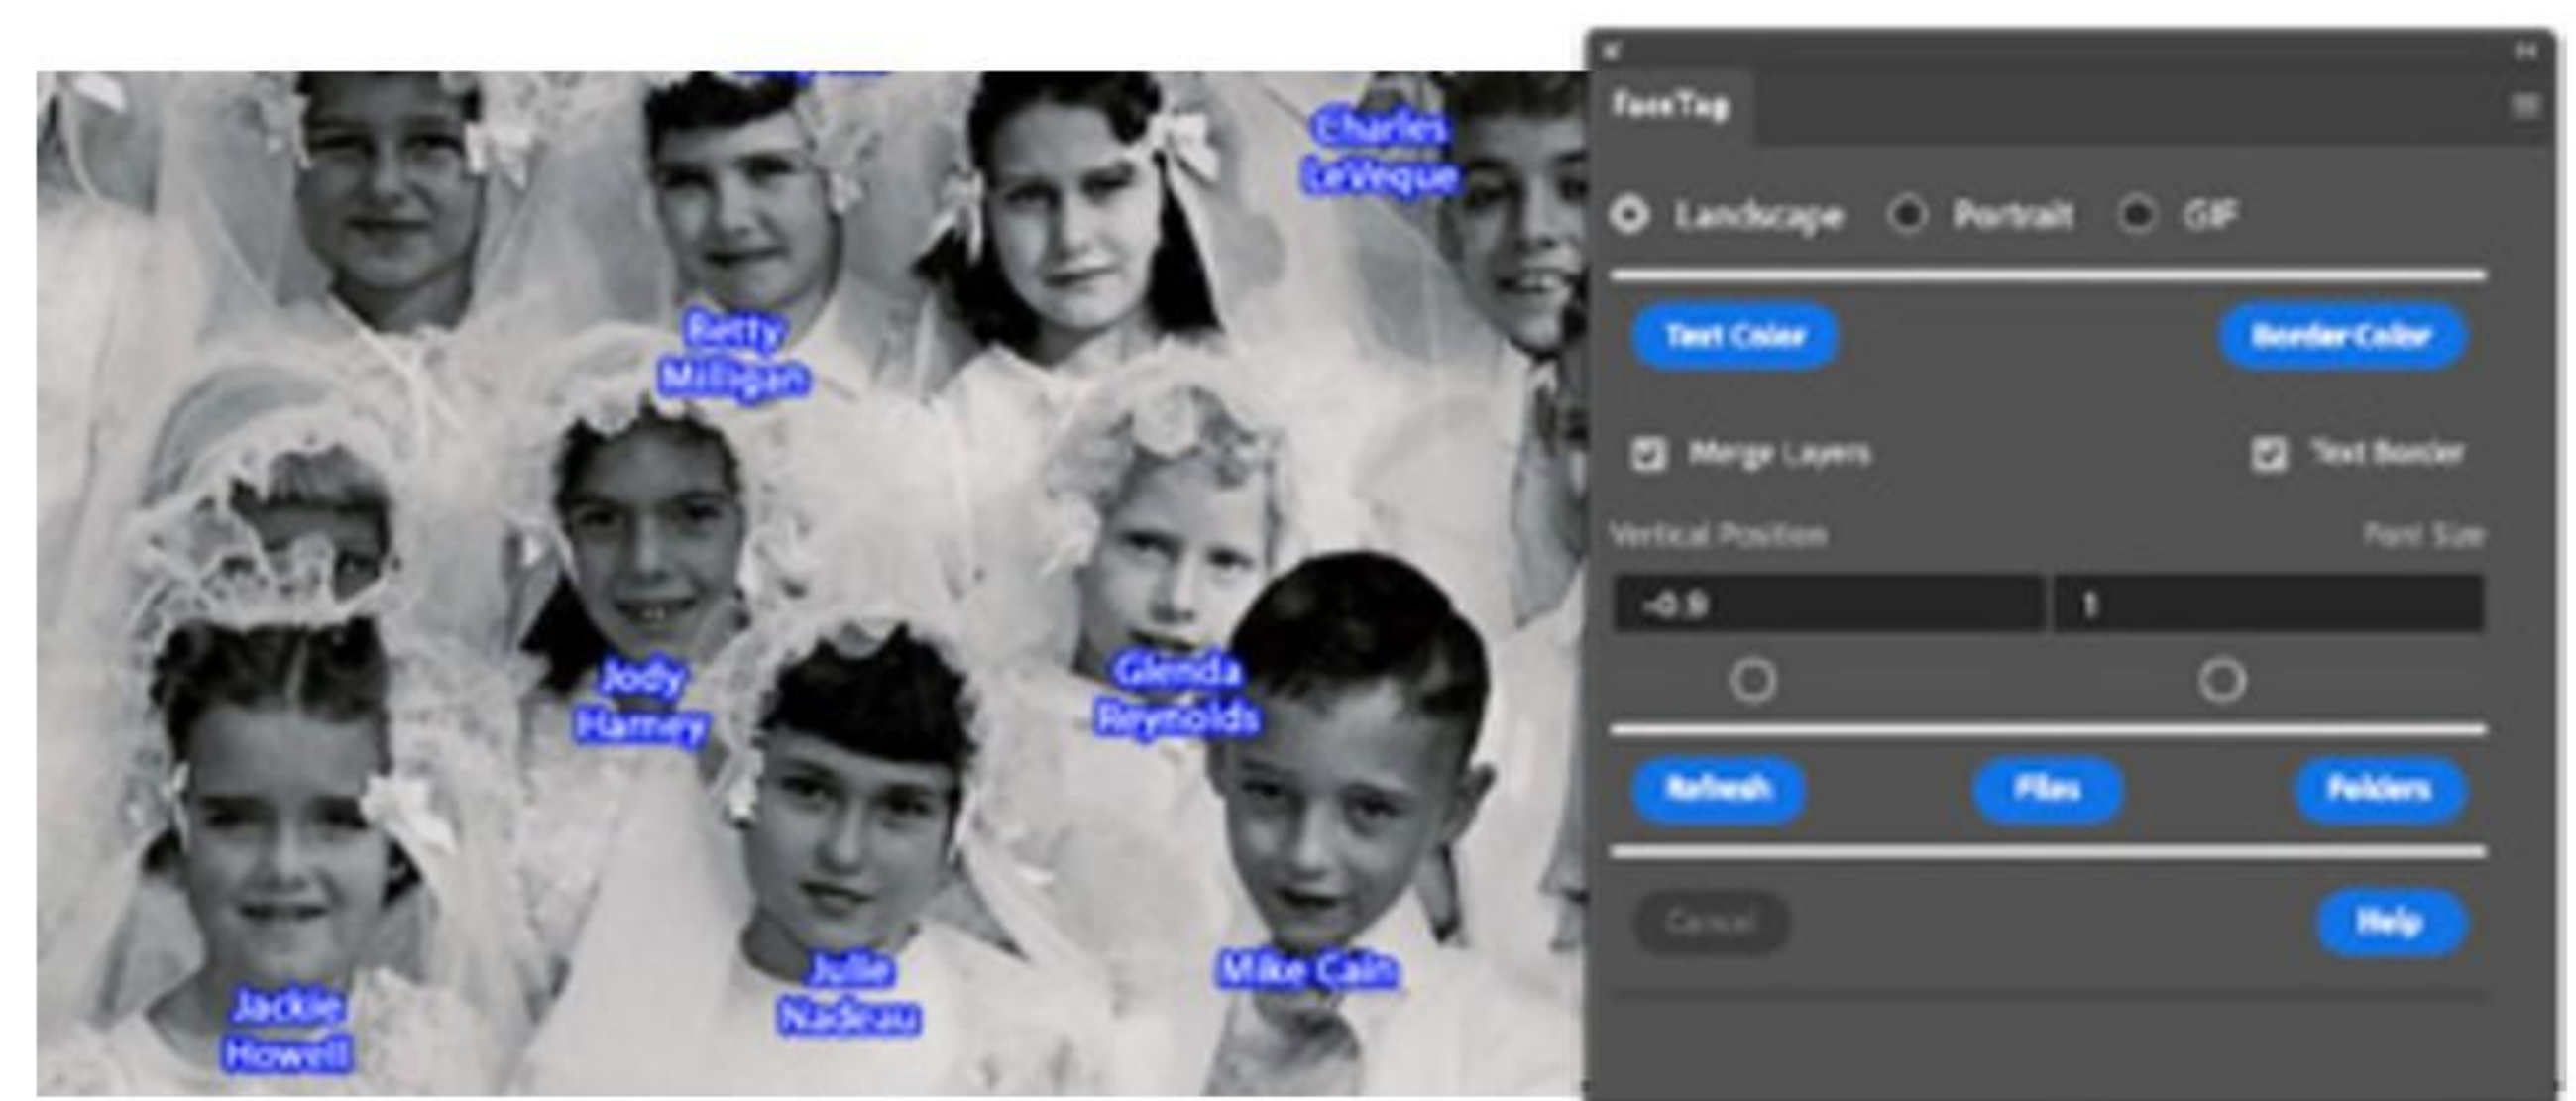 Charles
LeVeque
Betty
Milligan
Jody
Harney
Glenda
Reynolds
Julie
Nadeau
Mike Cain
Jackie
Howell
FaceTag
Landscape Portrait GIF
Text Color Border Color
Merge Layers Text Border
Vertical Position Font Size
-0.9 1
Refresh Files Folders
Cancel Help